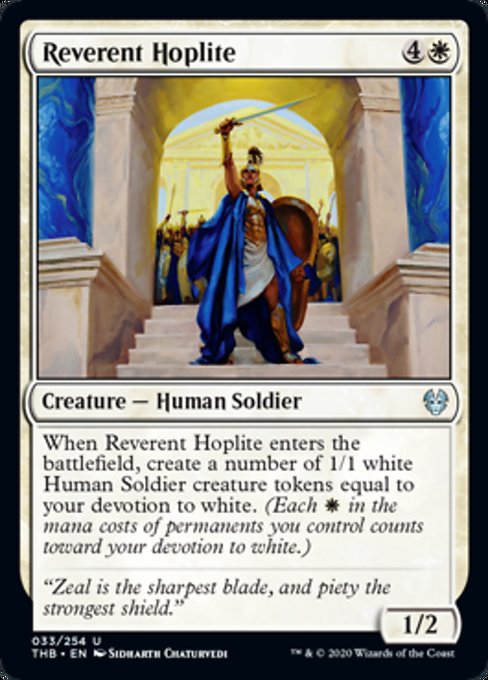 Reverent Hoplite 4
Creature — Human Soldier
When Reverent Hoplite enters the
battlefield, create a number of 1/1 white
Human Soldier creature tokens equal to
your devotion to white. (Each in the
mana costs of permanents you control counts
toward your devotion to white.)
“Zeal is the sharpest blade, and piety the
strongest shield.”
1/2
033/254 U
THB • EN Sidharth Chaturvedi
™ & © 2020 Wizards of the Coast